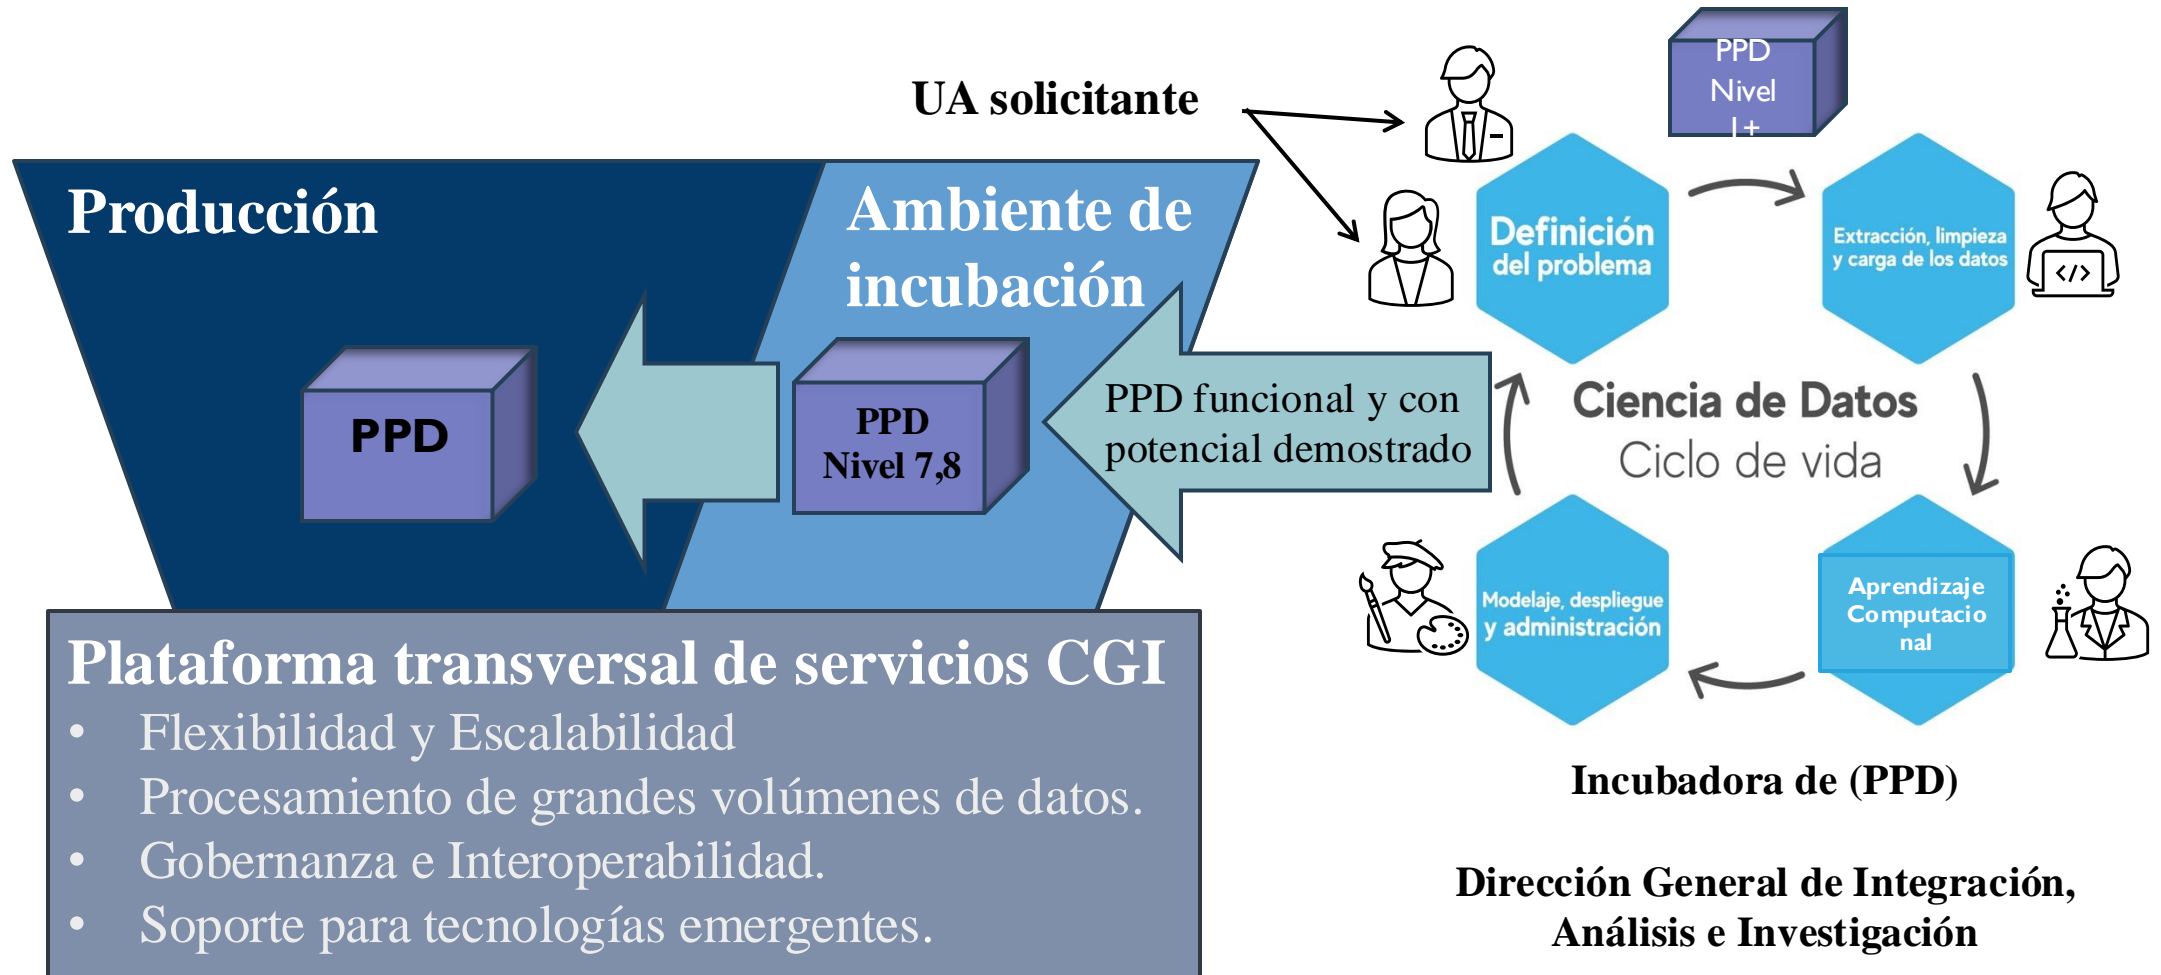 UA solicitante
PPD
Nivel
1+
Producción
Ambiente de
incubación
PPD
PPD
Nivel 7,8
PPD funcional y con
potencial demostrado
Definición
del problema
Extracción, limpieza
y carga de los datos
</>
Ciencia de Datos
Ciclo de vida
Modelaje, despliegue
y administración
Aprendizaje
Computacio
nal
Plataforma transversal de servicios CGI
• Flexibilidad y Escalabilidad
• Procesamiento de grandes volúmenes de datos.
• Gobernanza e Interoperabilidad.
• Soporte para tecnologías emergentes.
Incubadora de (PPD)
Dirección General de Integración,
Análisis e Investigación